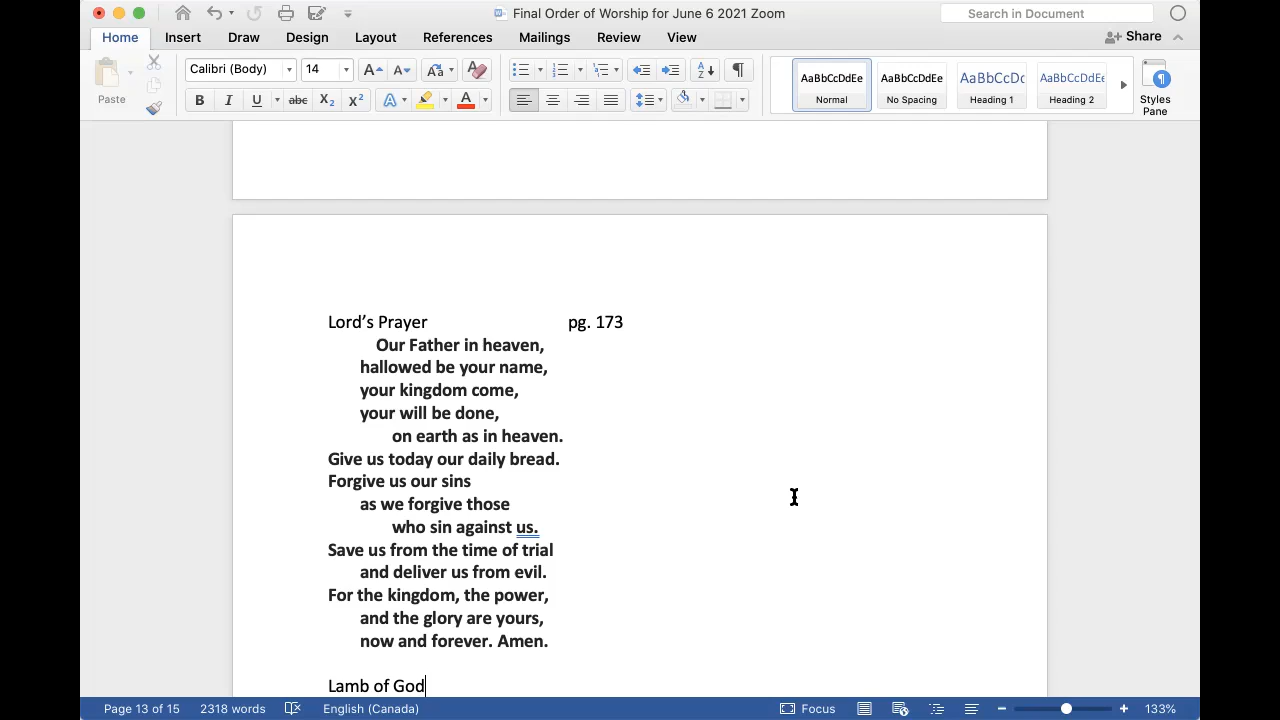 Final Order of Worship for June 6 2021 Zoom
Search in Document
Home Insert Draw Design Layout References Mailings Review View Share
Paste
Calibri (Body) 14
AaBbCcDdEe AaBbCcDdEe AaBbCcDc AaBbCcDdEe
Normal No Spacing Heading 1 Heading 2
Styles
Pane
B I U abc X2 X2 A A
Lord’s Prayer pg. 173
Our Father in heaven,
hallowed be your name,
your kingdom come,
your will be done,
on earth as in heaven.
Give us today our daily bread.
Forgive us our sins
as we forgive those
who sin against us.
Save us from the time of trial
and deliver us from evil.
For the kingdom, the power,
and the glory are yours,
now and forever. Amen.
Lamb of God
Page 13 of 15 2318 words English (Canada) Focus 133%